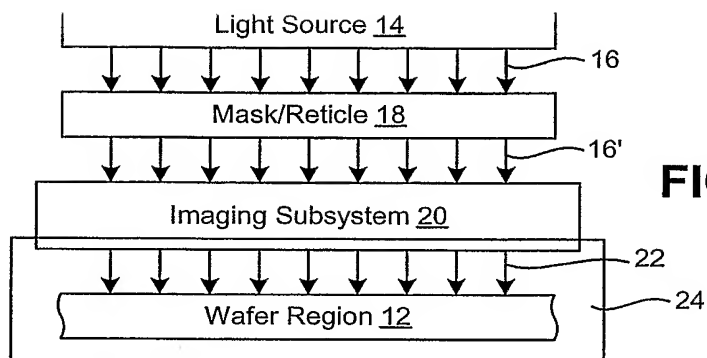 Light Source 14
16
Mask/Reticle 18
16'
FI
Imaging Subsystem 20
22
24
Wafer Region 12